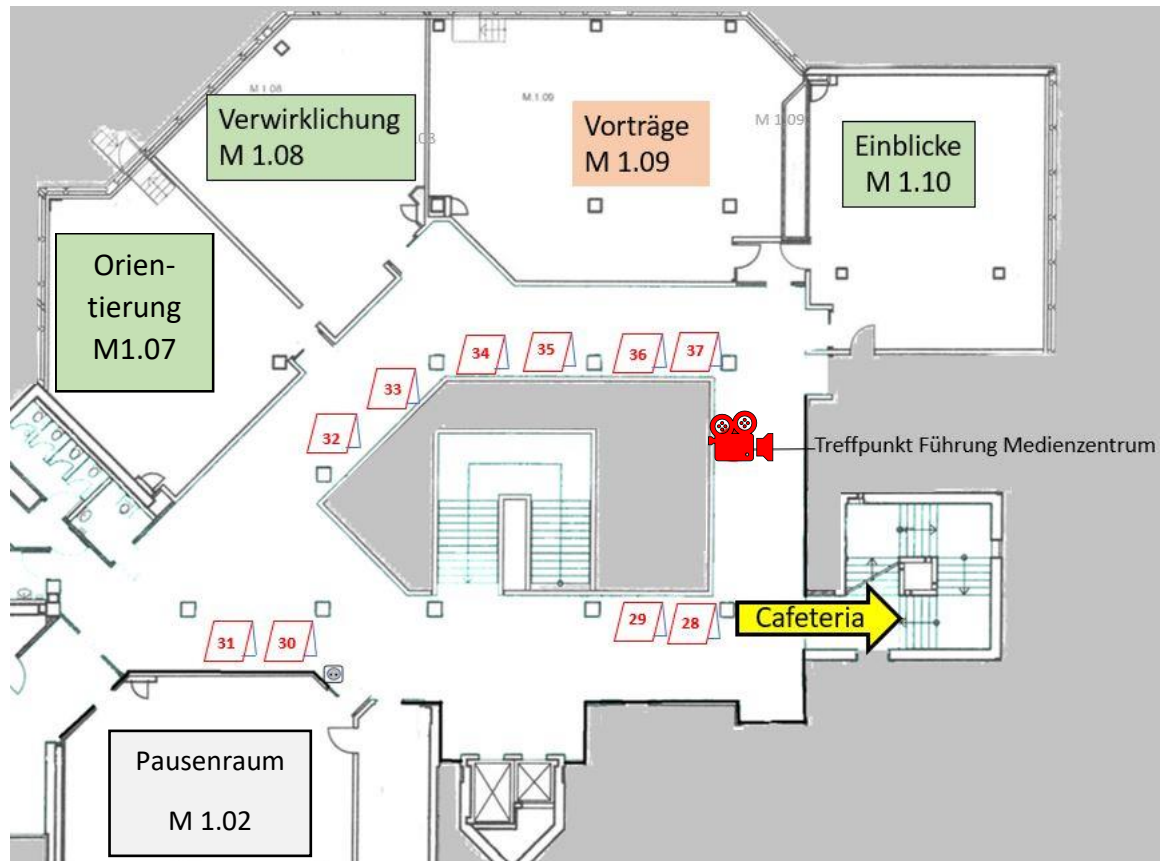 M 1.08
Verwirklichung
M 1.08
M.1.09
Vorträge
M 1.09
M 1.09
Einblicke
M 1.10
Orien-
tierung
M1.07
34
35
36
37
33
32
Treffpunkt Führung Medienzentrum
29
28
Cafeteria
31
30
Pausenraum
M 1.02